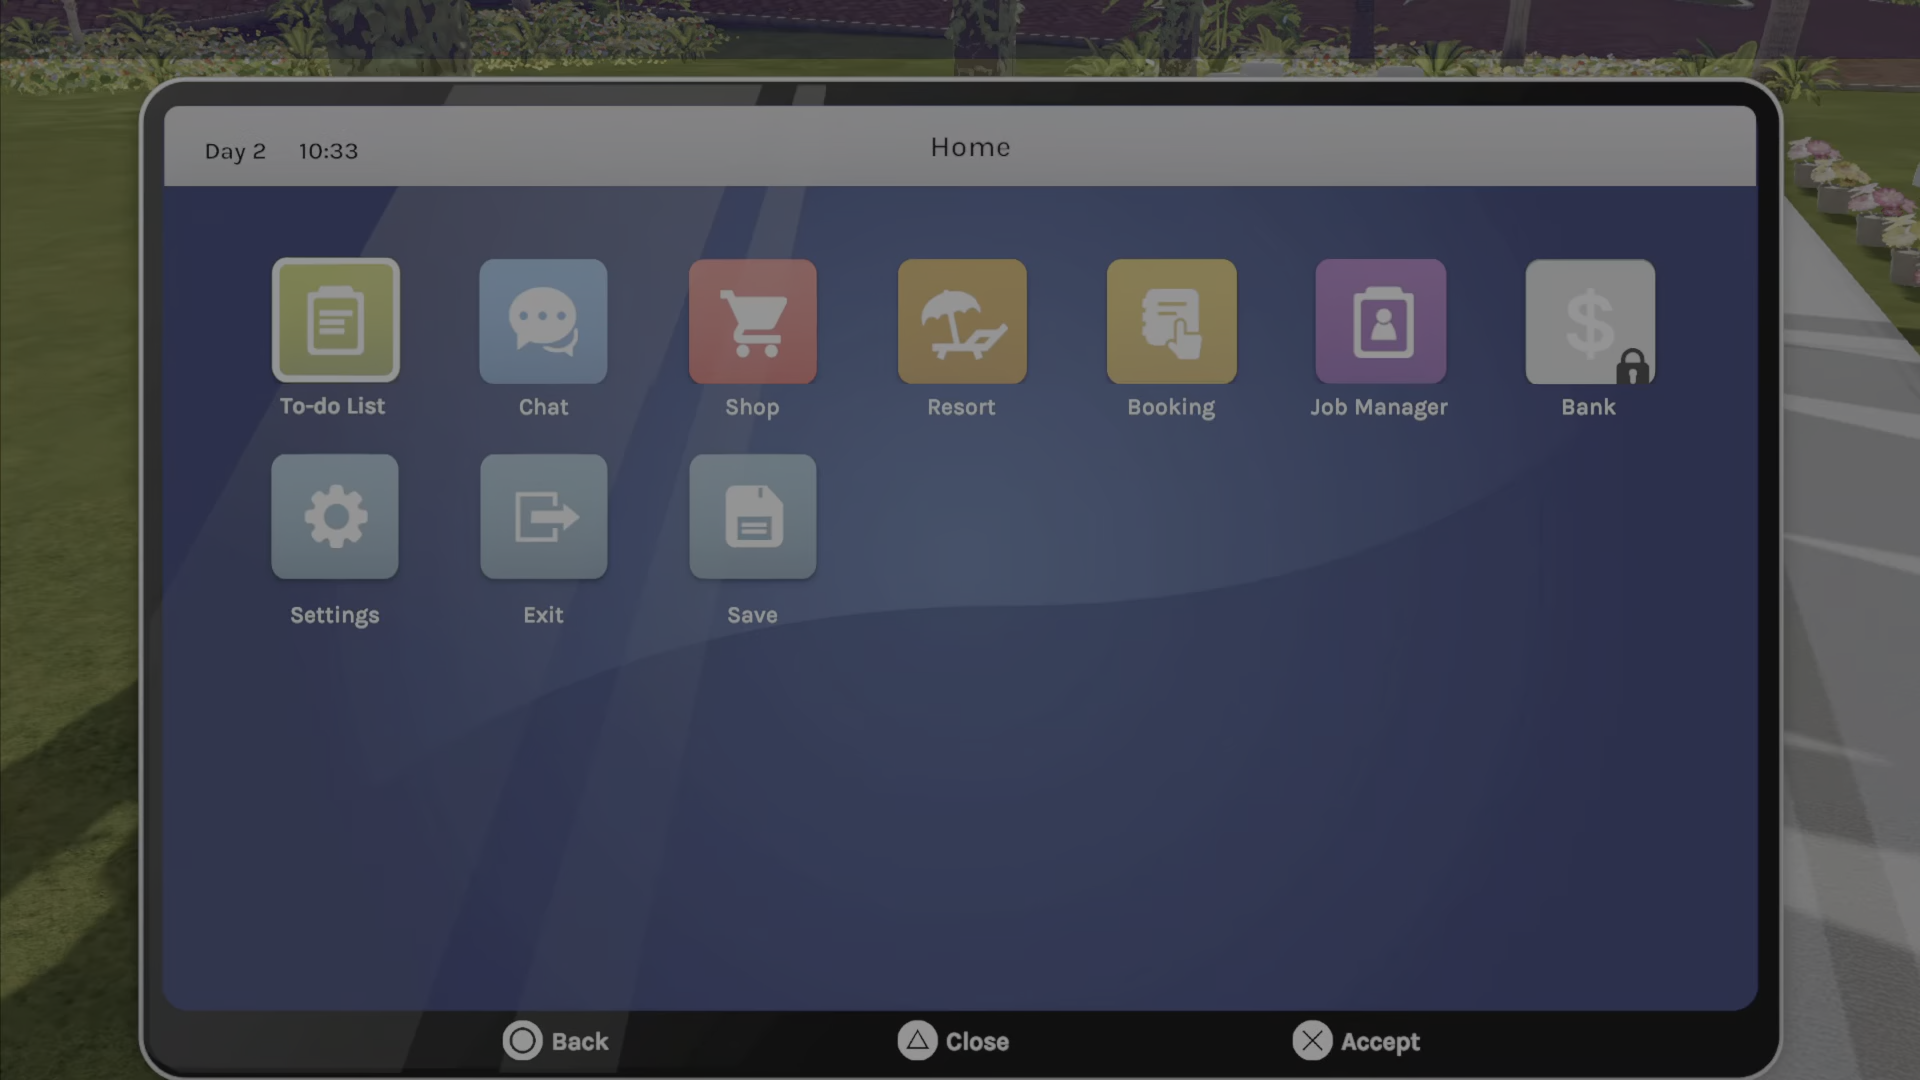 Day 2 10:33 Home
To-do List Chat Shop Resort Booking Job Manager Bank
Settings Exit Save
Back Close Accept